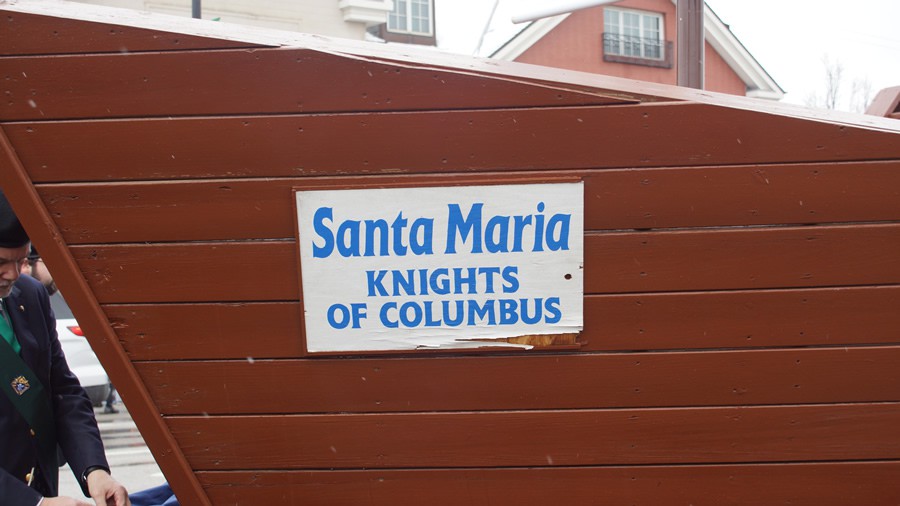 Santa Maria
KNIGHTS
OF COLUMBUS